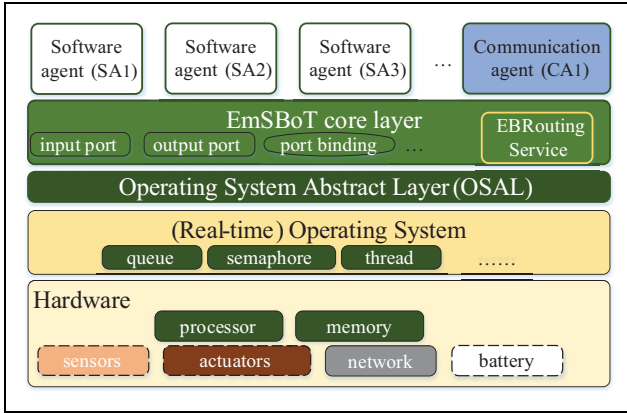 Software agent (SA1)
Software agent (SA2)
Software agent (SA3)
...
Communication agent (CA1)
EmSBoT core layer
input port
output port
port binding
...
EBRouting Service
Operating System Abstract Layer (OSAL)
(Real-time) Operating System
queue
semaphore
thread
......
Hardware
processor
memory
sensors
actuators
network
battery